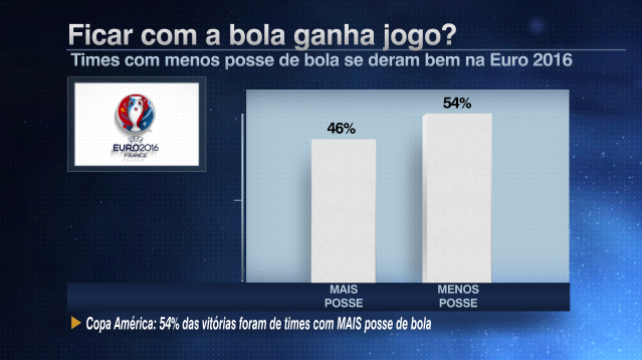 Ficar com a bola ganha jogo?
Times com menos posse de bola se deram bem na Euro 2016
UEFA
EURO2016
FRANCE
46%
54%
MAIS
POSSE
MENOS
POSSE
Copa América: 54% das vitórias foram de times com MAIS posse de bola